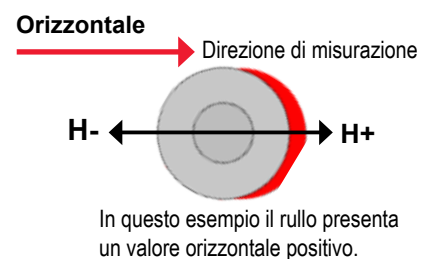 Orizzontale
Direzione di misurazione
H- H+
In questo esempio il rullo presenta
un valore orizzontale positivo.